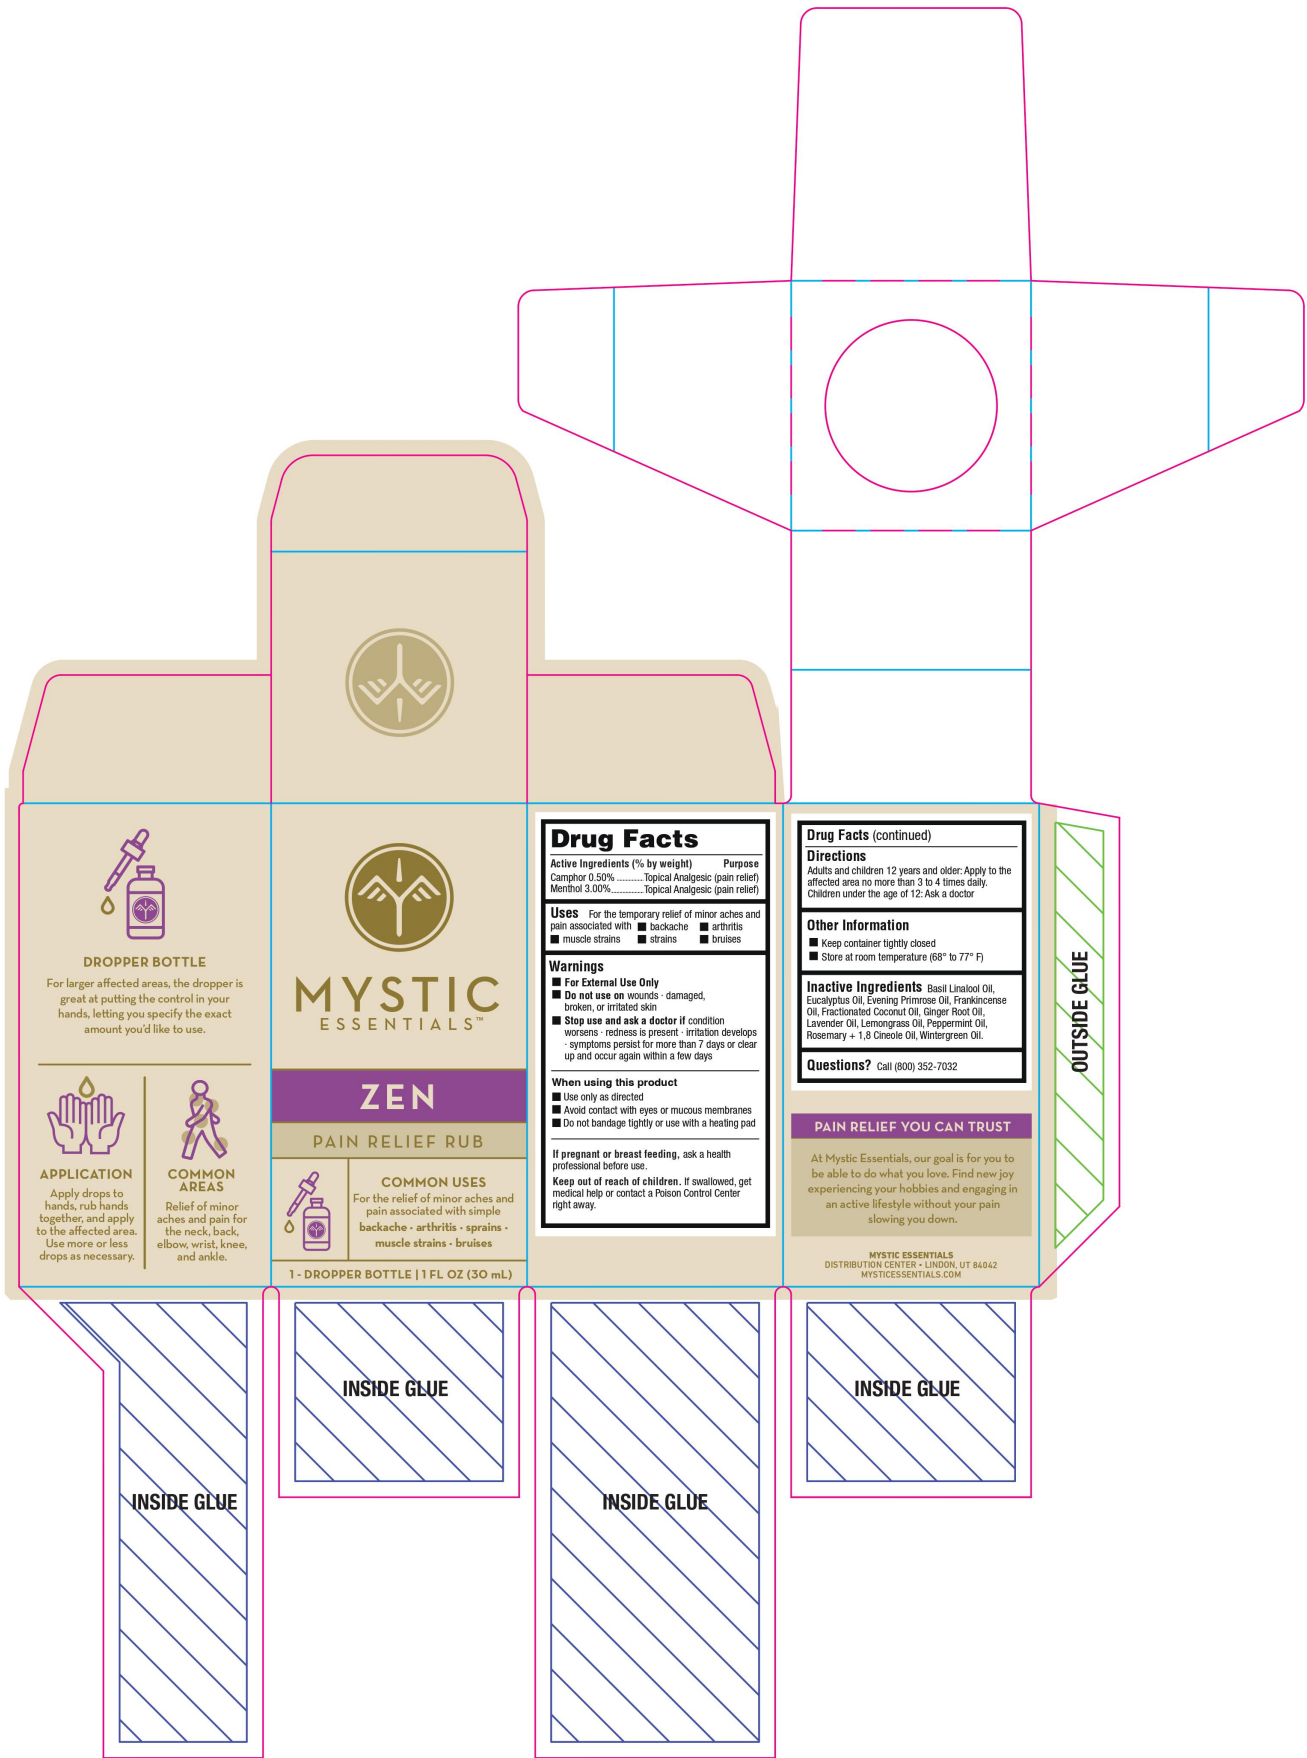 DROPPER BOTTLE
For larger affected areas, the dropper is
great at putting the control in your
hands, letting you specify the exact
amount you'd like to use.
APPLICATION
Apply drops to
hands, rub hands
together, and apply
to the affected area.
Use more or less
drops as necessary.
COMMON
AREAS
Relief of minor
aches and pain for
the neck, back,
elbow, wrist, knee,
and ankle.
MYSTIC
ESSENTIALS™
ZEN
PAIN RELIEF RUB
COMMON USES
For the relief of minor aches and
pain associated with simple
backache · arthritis · sprains ·
muscle strains · bruises
1 - DROPPER BOTTLE | 1 FL OZ (30 mL)
Drug Facts
Active Ingredients (% by weight) Purpose
Camphor 0.50% ............ Topical Analgesic (pain relief)
Menthol 3.00% .............. Topical Analgesic (pain relief)
Uses For the temporary relief of minor aches and
pain associated with ■ backache ■ arthritis
■ muscle strains ■ strains ■ bruises
Warnings
■ For External Use Only
■ Do not use on wounds · damaged,
broken, or irritated skin
■ Stop use and ask a doctor if condition
worsens · redness is present · irritation develops
· symptoms persist for more than 7 days or clear
up and occur again within a few days
When using this product
■ Use only as directed
■ Avoid contact with eyes or mucous membranes
■ Do not bandage tightly or use with a heating pad
If pregnant or breast feeding, ask a health
professional before use.
Keep out of reach of children. If swallowed, get
medical help or contact a Poison Control Center
right away.
Drug Facts (continued)
Directions
Adults and children 12 years and older: Apply to the
affected area no more than 3 to 4 times daily.
Children under the age of 12: Ask a doctor
Other Information
■ Keep container tightly closed
■ Store at room temperature (68° to 77° F)
Inactive Ingredients Basil Linalool Oil,
Eucalyptus Oil, Evening Primrose Oil, Frankincense
Oil, Fractionated Coconut Oil, Ginger Root Oil,
Lavender Oil, Lemongrass Oil, Peppermint Oil,
Rosemary + 1,8 Cineole Oil, Wintergreen Oil.
Questions? Call (800) 352-7032
PAIN RELIEF YOU CAN TRUST
At Mystic Essentials, our goal is for you to
be able to do what you love. Find new joy
experiencing your hobbies and engaging in
an active lifestyle without your pain
slowing you down.
MYSTIC ESSENTIALS
DISTRIBUTION CENTER • LINDON, UT 84042
MYSTICESSENTIALS.COM
OUTSIDE GLUE
INSIDE GLUE
INSIDE GLUE
INSIDE GLUE
INSIDE GLUE